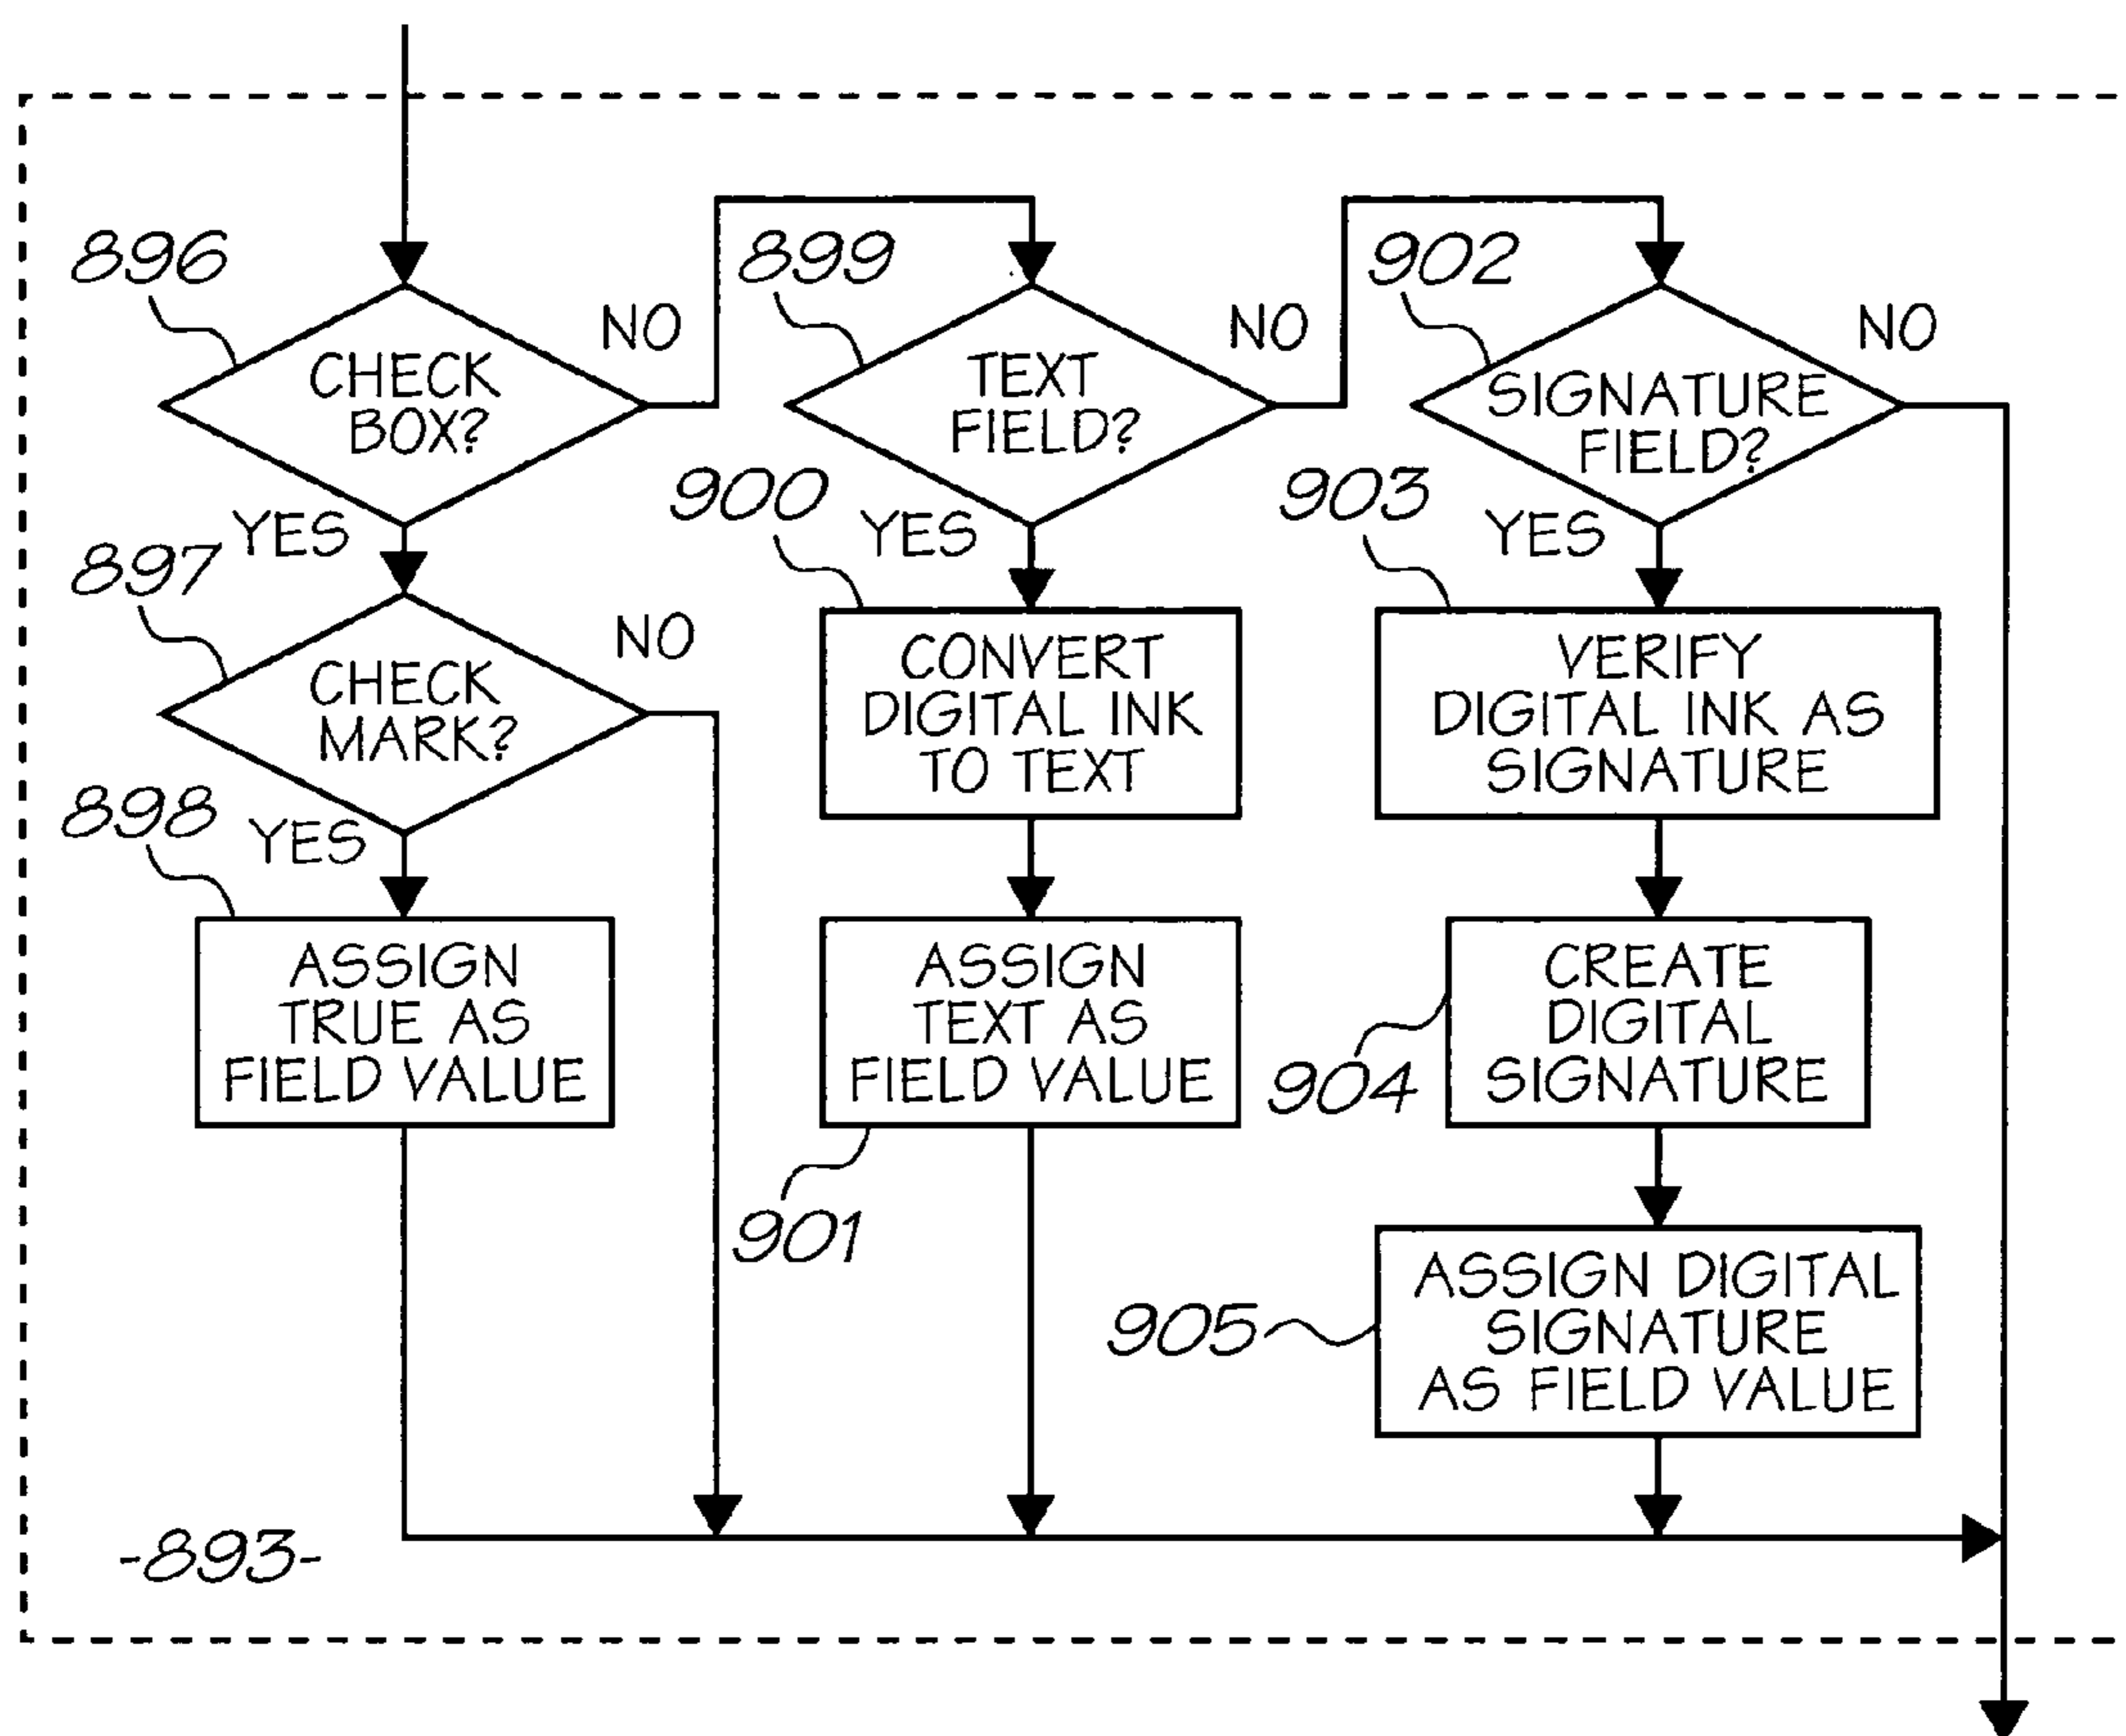 896
CHECK
BOX?
NO
YES
897
CHECK
MARK?
NO
898
YES
ASSIGN
TRUE AS
FIELD VALUE
899
TEXT
FIELD?
NO
900
YES
CONVERT
DIGITAL INK
TO TEXT
ASSIGN
TEXT AS
FIELD VALUE
901
902
SIGNATURE
FIELD?
NO
903
YES
VERIFY
DIGITAL INK AS
SIGNATURE
CREATE
DIGITAL
SIGNATURE
904
ASSIGN DIGITAL
SIGNATURE
AS FIELD VALUE
905
-893-